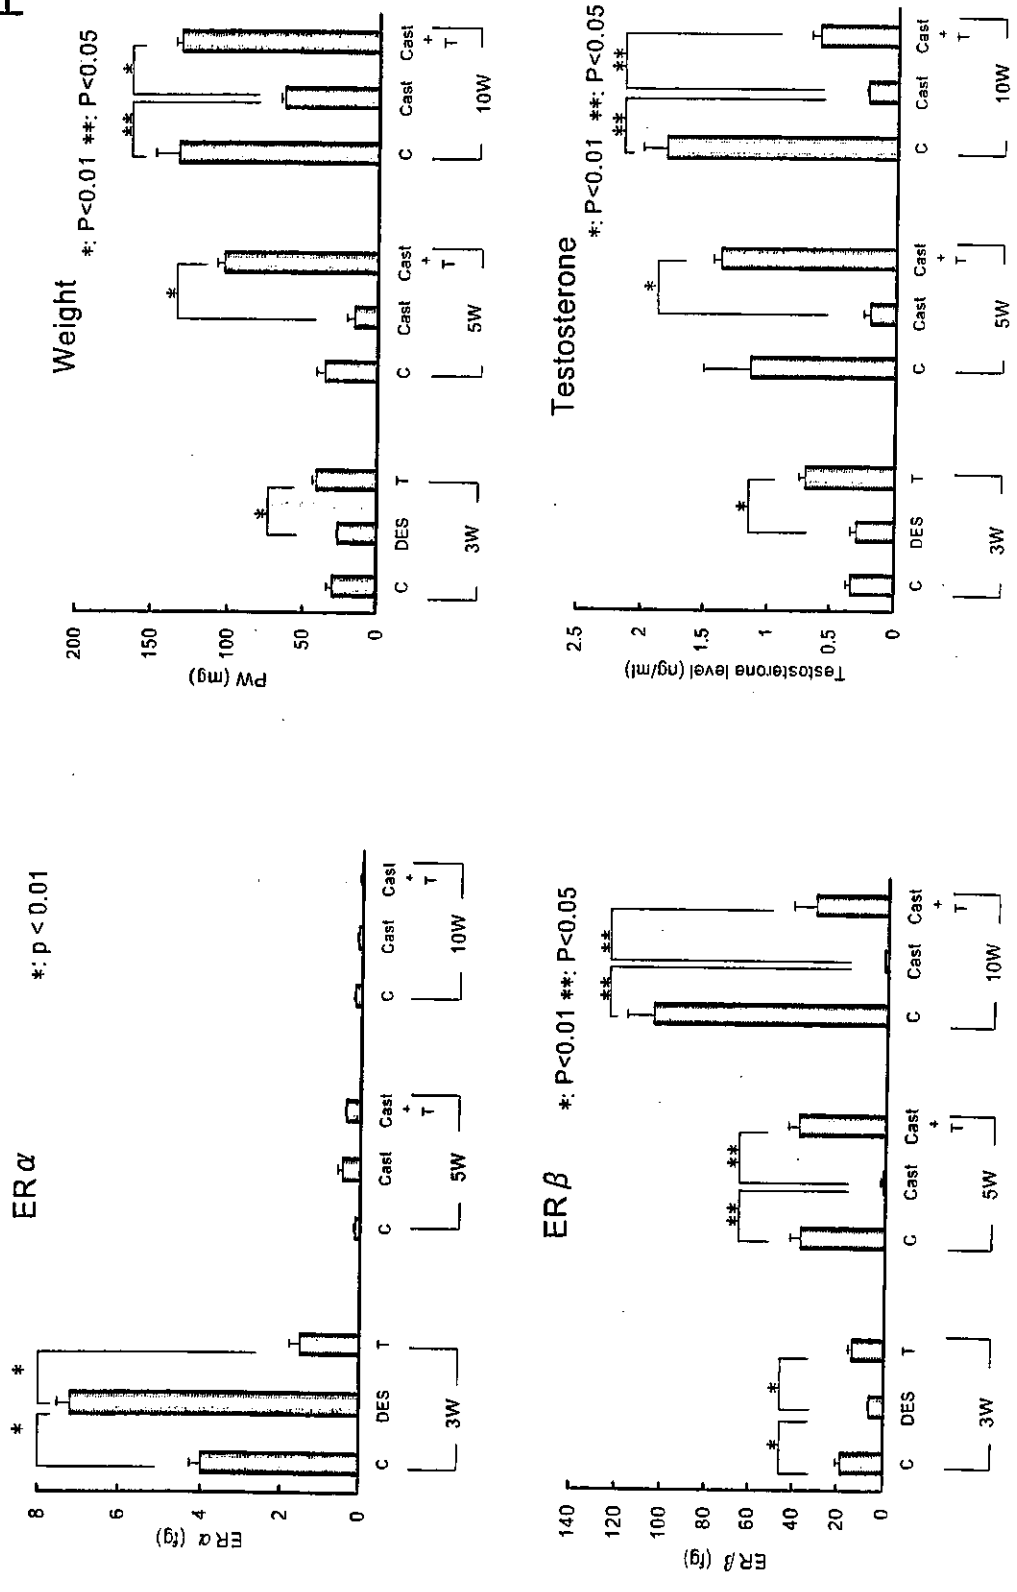 ER α
*: p < 0.01
ER α (fg)
8
6
4
2
0
*
*
C
DES
T
3W
C
Cast
Cast
+
T
5W
C
Cast
Cast
+
T
10W
Weight
*: P<0.01 **: P<0.05
PW (mg)
200
150
100
50
0
*
*
**
*
C
DES
T
3W
C
Cast
Cast
+
T
5W
C
Cast
Cast
+
T
10W
ER β
*: P<0.01 **: P<0.05
ER β (fg)
140
120
100
80
60
40
20
0
*
*
**
**
**
**
C
DES
T
3W
C
Cast
Cast
+
T
5W
C
Cast
Cast
+
T
10W
Testosterone
*: P<0.01 **: P<0.05
Testosterone level (ng/ml)
2.5
2
1.5
1
0.5
0
*
*
**
**
C
DES
T
3W
C
Cast
Cast
+
T
5W
C
Cast
Cast
+
T
10W